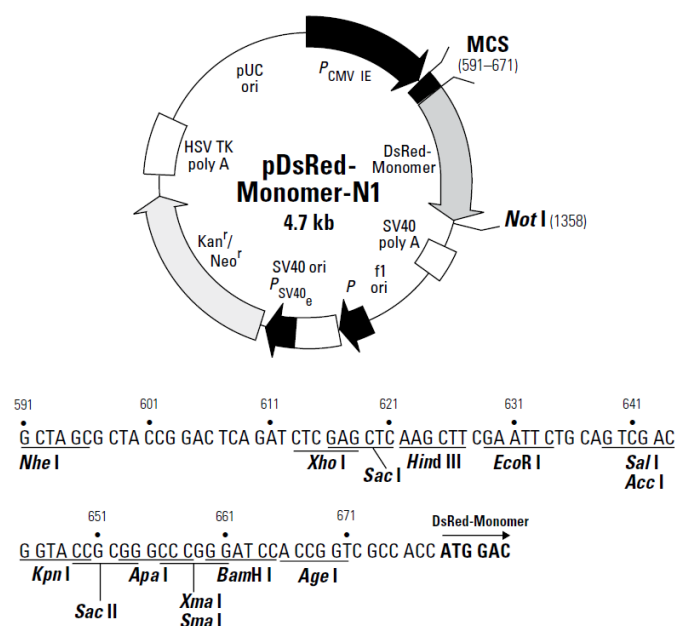 MCS
(591–671)
P CMV IE
pUC
ori
HSV TK
poly A
DsRed-
Monomer
pDsRed-
Monomer-N1
4.7 kb
Not I (1358)
SV40
poly A
Kanr/
Neor
SV40 ori
P SV40e
P
f1
ori
591 601 611 621 631 641
G CTA GCG CTA CCG GAC TCA GAT CTC GAG CTC AAG CTT CGA ATT CTG CAG TCG AC
Nhe I Xho I Sac I Hind III EcoR I Sal I
Acc I
651 661 671 DsRed-Monomer
G GTA CCG CGG GCC CGG GAT CCA CCG GTC GCC ACC ATG GAC
Kpn I Apa I BamH I Age I
Sac II Xma I
Sma I